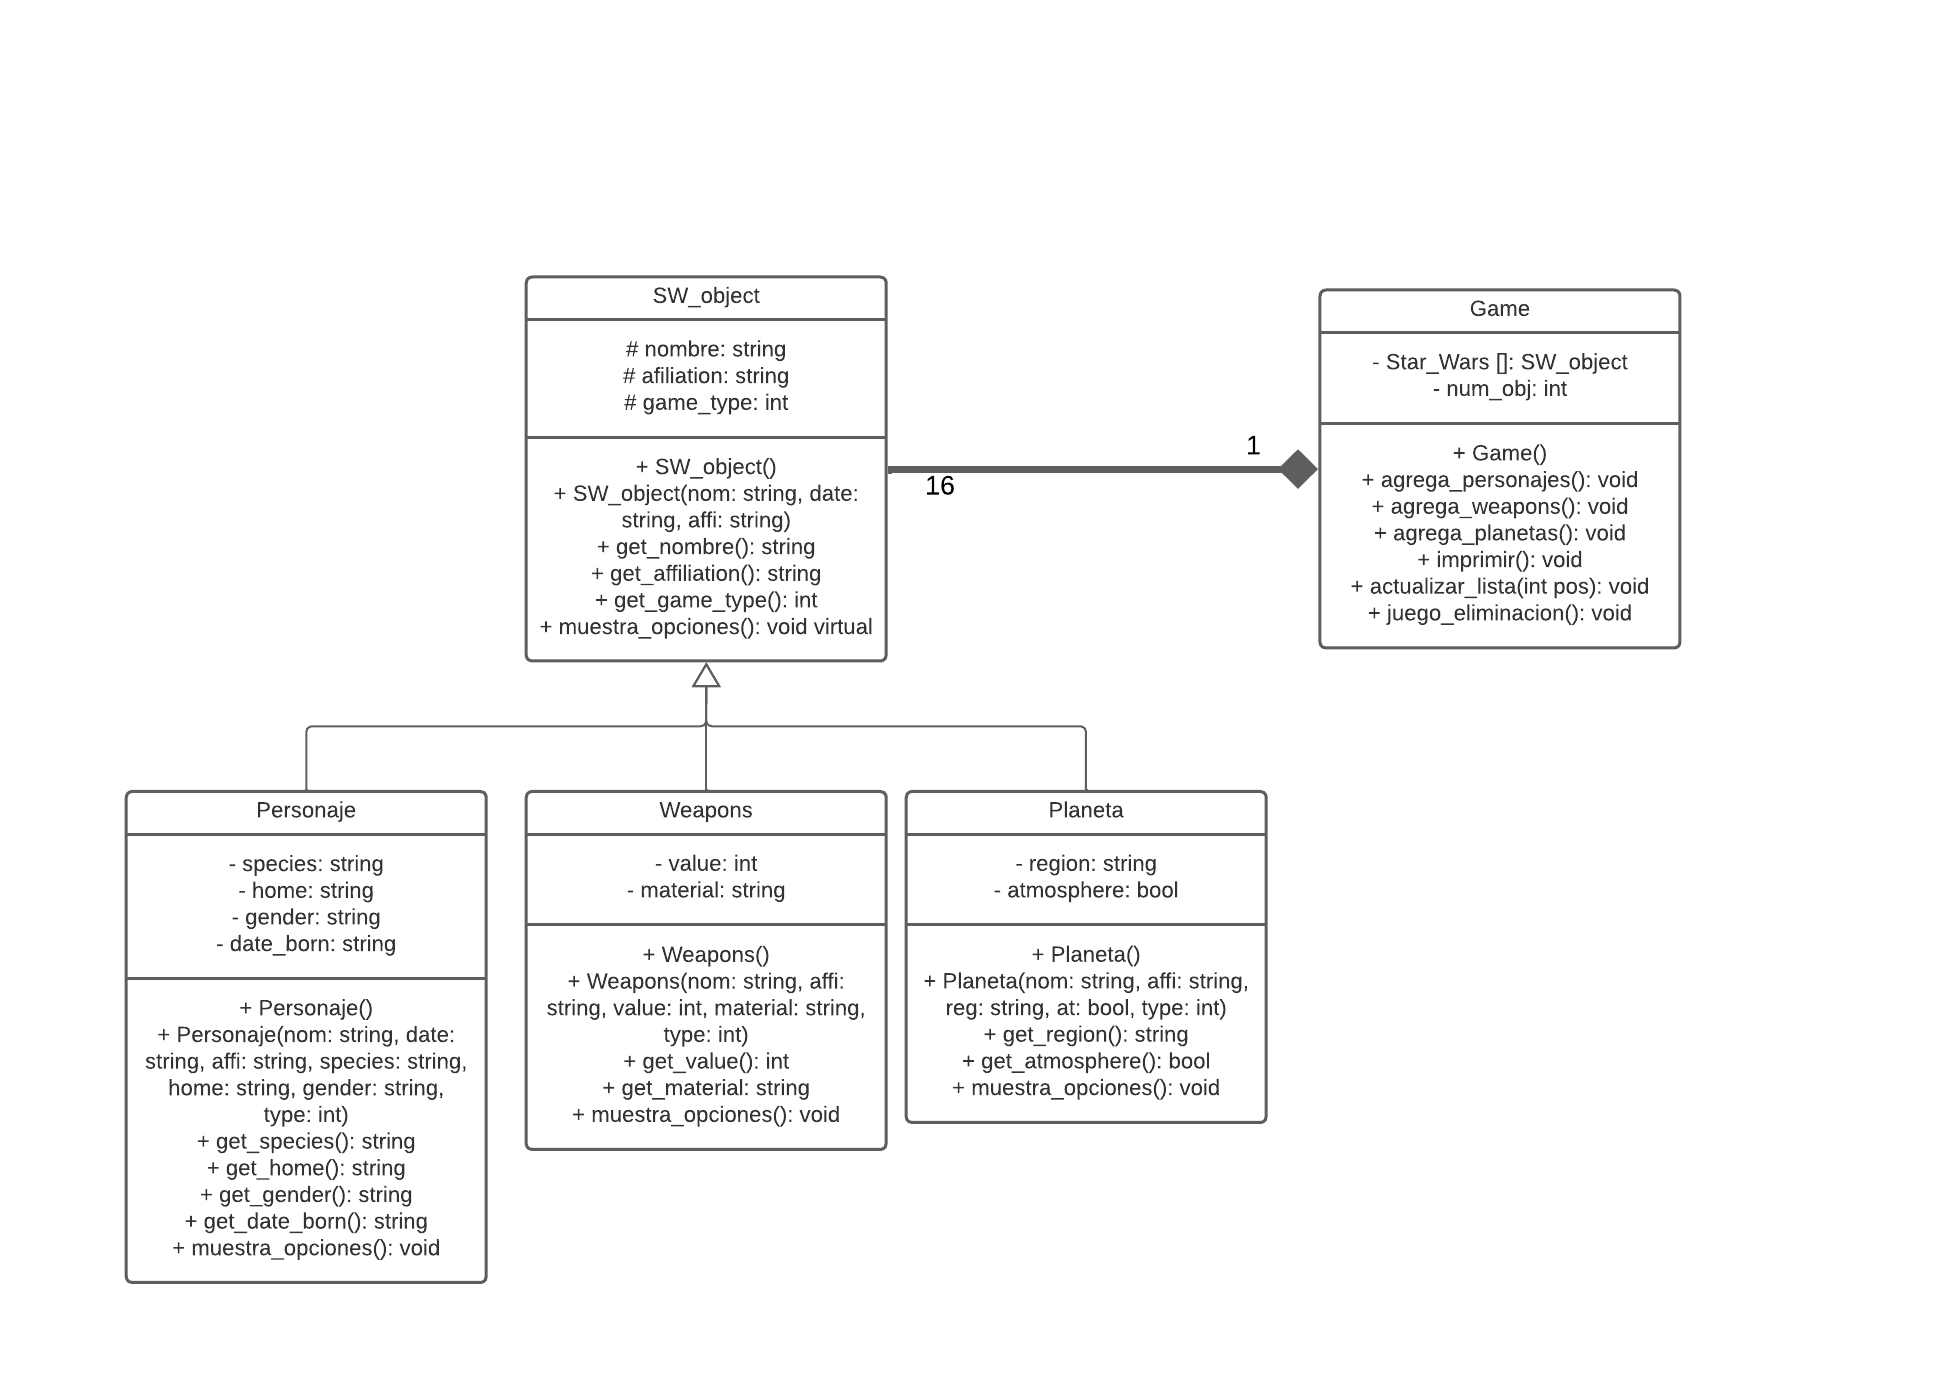 SW_object
# nombre: string
# afiliation: string
# game_type: int
+ SW_object()
+ SW_object(nom: string, date:
string, affi: string)
+ get_nombre(): string
+ get_affiliation(): string
+ get_game_type(): int
+ muestra_opciones(): void virtual
16
1
Game
- Star_Wars []: SW_object
- num_obj: int
+ Game()
+ agrega_personajes(): void
+ agrega_weapons(): void
+ agrega_planetas(): void
+ imprimir(): void
+ actualizar_lista(int pos): void
+ juego_eliminacion(): void
Personaje
- species: string
- home: string
- gender: string
- date_born: string
+ Personaje()
+ Personaje(nom: string, date:
string, affi: string, species: string,
home: string, gender: string,
type: int)
+ get_species(): string
+ get_home(): string
+ get_gender(): string
+ get_date_born(): string
+ muestra_opciones(): void
Weapons
- value: int
- material: string
+ Weapons()
+ Weapons(nom: string, affi:
string, value: int, material: string,
type: int)
+ get_value(): int
+ get_material: string
+ muestra_opciones(): void
Planeta
- region: string
- atmosphere: bool
+ Planeta()
+ Planeta(nom: string, affi: string,
reg: string, at: bool, type: int)
+ get_region(): string
+ get_atmosphere(): bool
+ muestra_opciones(): void